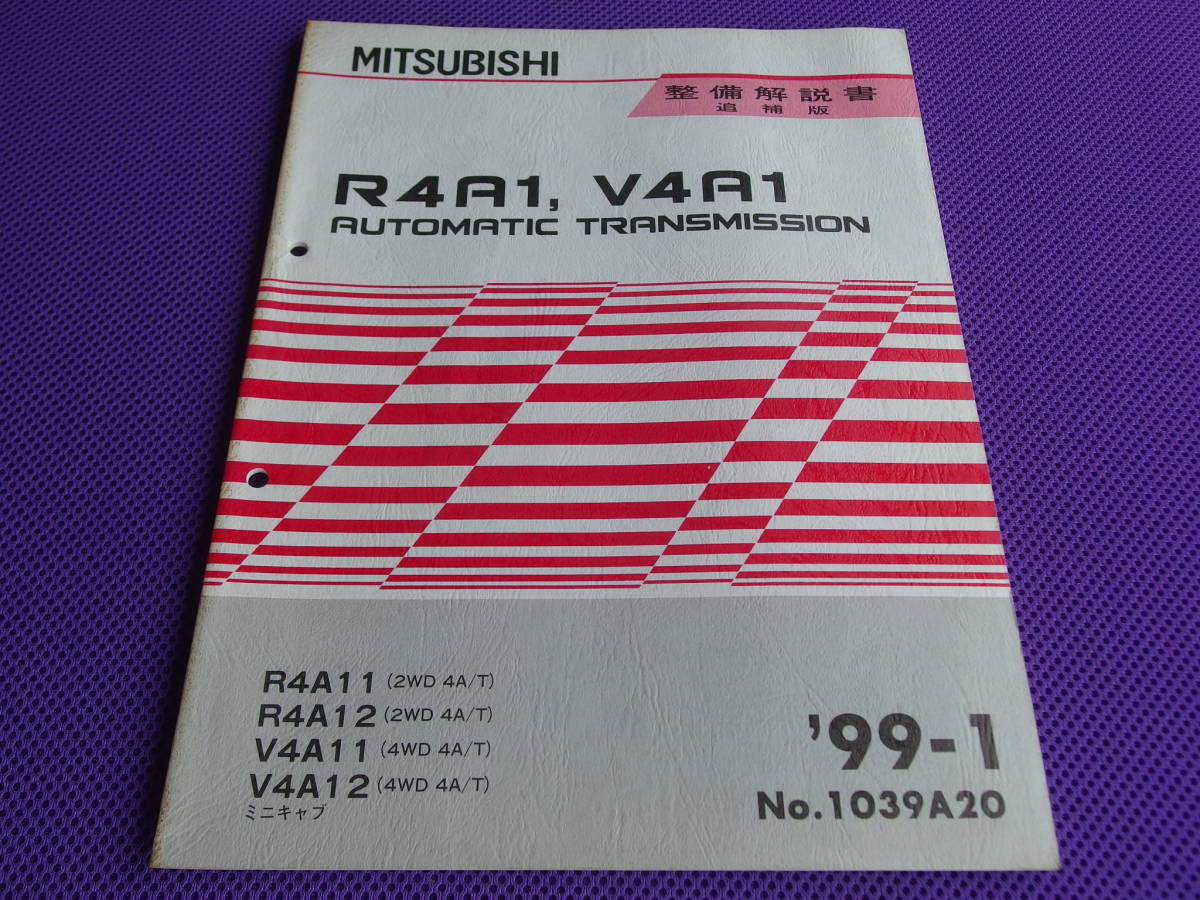 MITSUBISHI
整備解説書
追補版
R4A1, V4A1
AUTOMATIC TRANSMISSION
R4A11 (2WD 4A/T)
R4A12 (2WD 4A/T)
V4A11 (4WD 4A/T)
V4A12 (4WD 4A/T)
ミニキャブ
'99-1
No.1039A20